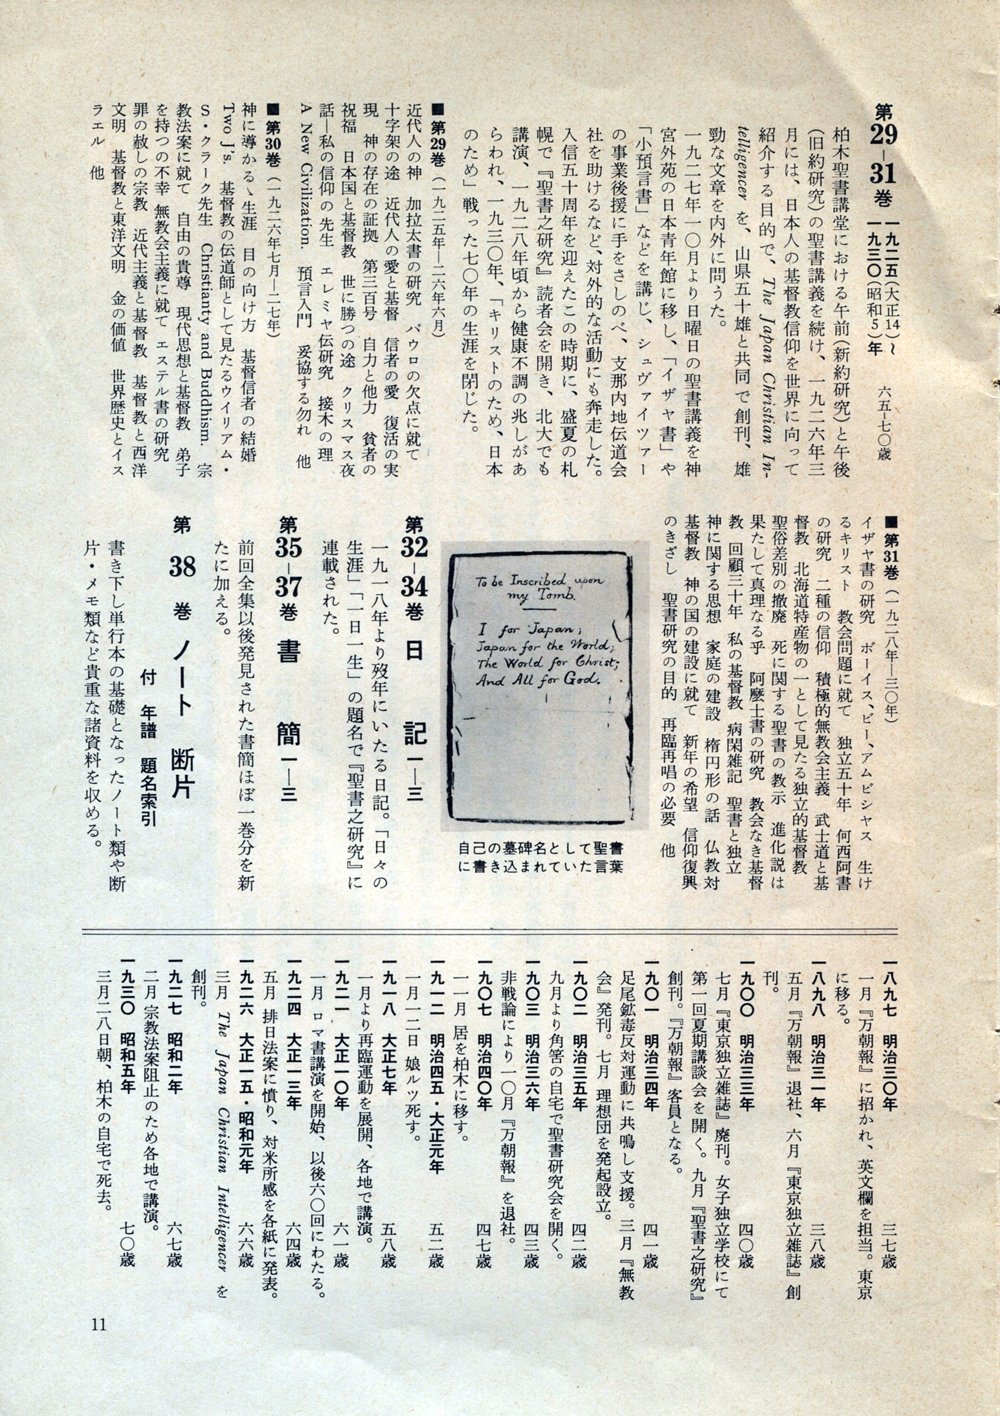 第29–31巻 一九二五(大正14)〜一九三〇(昭和5)年 六五–七〇歳
柏木聖書講堂における午前(新約研究)と午後
(旧約研究)の聖書講義を続け、一九二六年三
月には、日本人の基督教信仰を世界に向って
紹介する目的で、The Japan Christian In-
telligencer を、山県五十雄と共同で創刊、雄
勁な文章を内外に問うた。
一九二七年一〇月より日曜日の聖書講義を神
宮外苑の日本青年館に移し、「イザヤ書」や
「小預言書」などを講じ、シュヴァイツァー
の事業後援に手をさしのべ、支那内地伝道会
社を助けるなど、対外的な活動にも奔走した。
入信五十周年を迎えたこの時期に、盛夏の札
幌で『聖書之研究』読者会を開き、北大でも
講演、一九二八年頃から健康不調の兆しがあ
らわれ、一九三〇年、「キリストのため、日本
のため」戦った七〇年の生涯を閉じた。
■第29巻(一九二五年―二六年六月)
近代人の神 加拉太書の研究 パウロの欠点に就て
十字架の途 近代人の愛と基督 信者の愛 復活の実
現 神の存在の証拠 第三百号 自力と他力 貧者の
祝福 日本国と基督教 世に勝つの途 クリスマス夜
話―私の信仰の先生 エレミヤ伝研究 接木の理
A New Civilization. 預言入門 妥協する勿れ 他
■第30巻(一九二六年七月―二七年)
神に導かるゝ生涯 目の向け方 基督信者の結婚
Two J's. 基督教の伝道師として見たるウイリアム・
S・クラーク先生 Christianty and Buddhism. 宗
教法案に就て 自由の貴尊 現代思想と基督教 弟子
を持つの不幸 無教会主義に就て エステル書の研究
罪の赦しの宗教 近代主義と基督教 基督教と西洋
文明 基督教と東洋文明 金の価値 世界歴史とイス
ラエル 他
■第31巻(一九二八年―三〇年)
イザヤ書の研究 ボーイス、ビー、アムビシヤス 生け
るキリスト 教会問題に就て 独立五十年 何西阿書
の研究 二種の信仰 積極的無教会主義 武士道と基
督教 北海道特産物の一として見たる独立的基督教
聖俗差別の撤廃 死に関する聖書の教示 進化説は
果たして真理なる乎 阿麼士書の研究 教会なき基督
教 回顧三十年 私の基督教 病閑雑記 聖書と独立
神に関する思想 家庭の建設 楕円形の話 仏教対
基督教 神の国の建設に就て 新年の希望 信仰復興
のきざし 聖書研究の目的 再臨再唱の必要 他
To be Inscribed upon
my Tomb.
I for Japan;
Japan for the World;
The World for Christ;
And All for God.
自己の墓碑名として聖書
に書き込まれていた言葉
第32–34巻 日記 一―三
一九一八年より歿年にいたる日記。「日々の
生涯」「一日一生」の題名で『聖書之研究』に
連載された。
第35–37巻 書簡 一―三
前回全集以後発見された書簡ほぼ一巻分を新
たに加える。
第38巻 ノート 断片
付 年譜 題名索引
書き下し単行本の基礎となったノート類や断
片・メモ類など貴重な諸資料を収める。
一八九七 明治三〇年 三七歳
一月『万朝報』に招かれ、英文欄を担当。東京
に移る。
一八九八 明治三一年 三八歳
五月『万朝報』退社、六月『東京独立雑誌』創
刊。
一九〇〇 明治三三年 四〇歳
七月『東京独立雑誌』廃刊。女子独立学校にて
第一回夏期講談会を開く。九月『聖書之研究』
創刊。『万朝報』客員となる。
一九〇一 明治三四年 四一歳
足尾鉱毒反対運動に共鳴し支援。三月『無教
会』発刊。七月 理想団を発起設立。
一九〇二 明治三五年 四二歳
九月より角筈の自宅で聖書研究会を開く。
一九〇三 明治三六年 四三歳
非戦論により一〇月『万朝報』を退社。
一九〇七 明治四〇年 四七歳
一一月 居を柏木に移す。
一九一二 明治四五・大正元年 五二歳
一月一二日 娘ルツ死す。
一九一八 大正七年 五八歳
一月より再臨運動を展開、各地で講演。
一九二一 大正一〇年 六一歳
一月 ロマ書講演を開始、以後六〇回にわたる。
一九二四 大正一三年 六四歳
五月 排日法案に憤り、対米所感を各紙に発表。
一九二六 大正一五・昭和元年 六六歳
三月 The Japan Christian Intelligencer を
創刊。
一九二七 昭和二年 六七歳
二月 宗教法案阻止のため各地で講演。
一九三〇 昭和五年 七〇歳
三月二八日朝、柏木の自宅で死去。
11